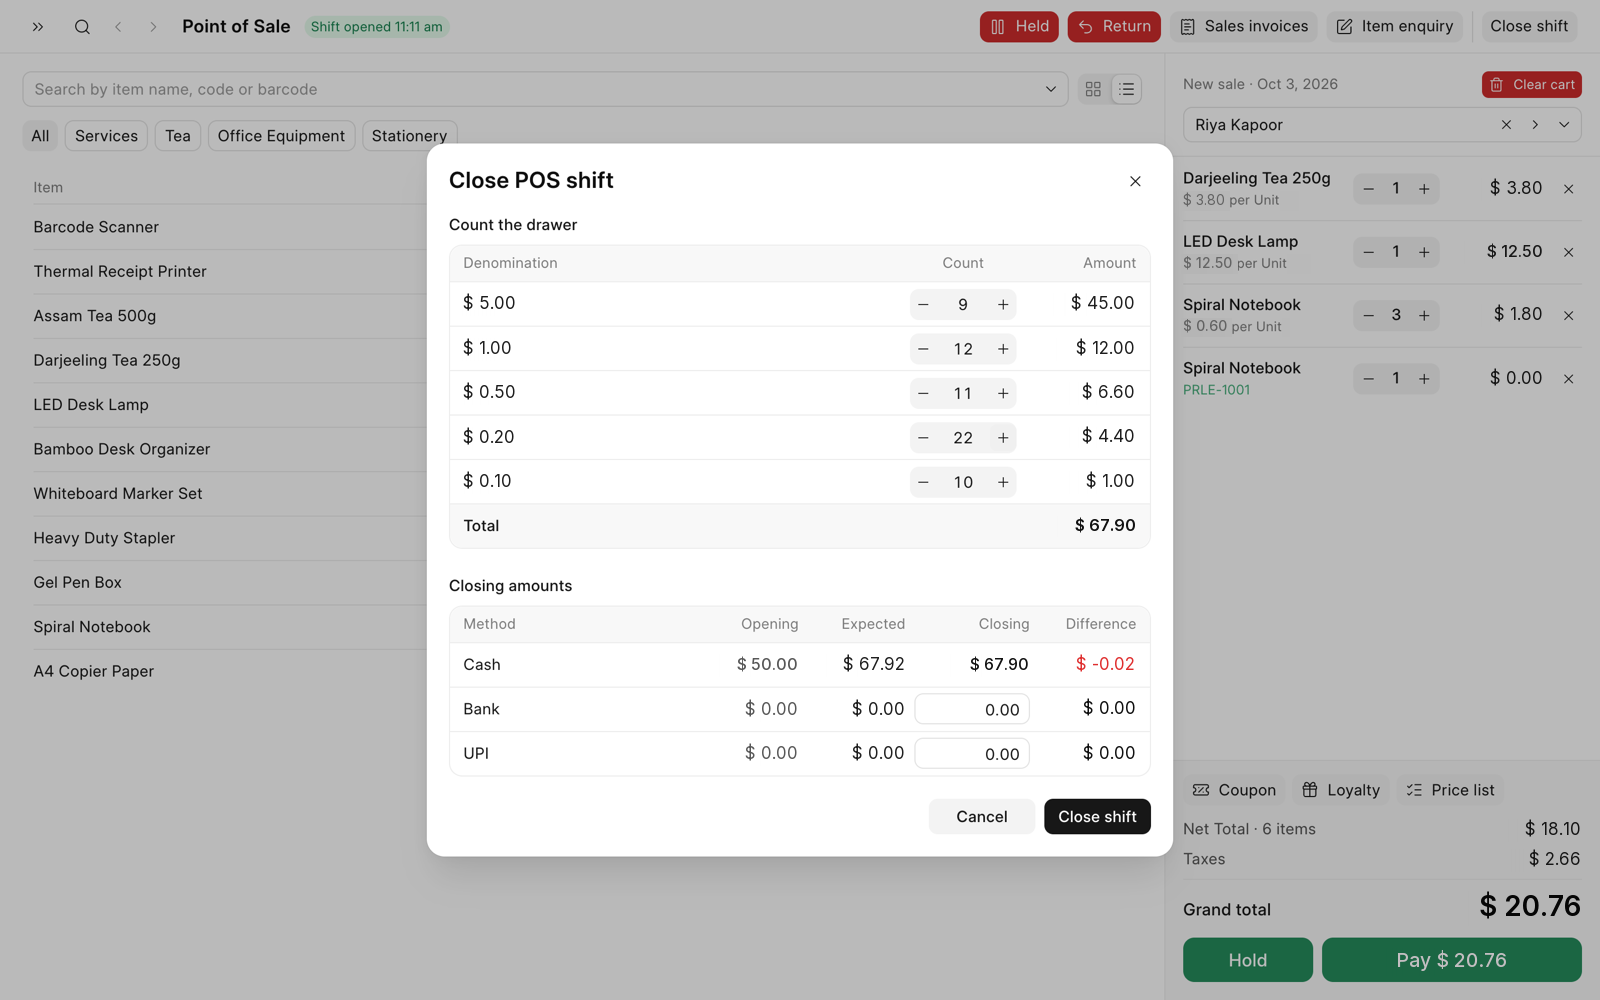 Point of Sale
Shift opened 11:11 am
Held
Return
Sales invoices
Item enquiry
Close shift
Search by item name, code or barcode
All
Services
Tea
Office Equipment
Stationery
Item
Barcode Scanner
Thermal Receipt Printer
Assam Tea 500g
Darjeeling Tea 250g
LED Desk Lamp
Bamboo Desk Organizer
Whiteboard Marker Set
Heavy Duty Stapler
Gel Pen Box
Spiral Notebook
A4 Copier Paper
Close POS shift
Count the drawer
Denomination Count Amount
$ 5.00 − 9 + $ 45.00
$ 1.00 − 12 + $ 12.00
$ 0.50 − 11 + $ 6.60
$ 0.20 − 22 + $ 4.40
$ 0.10 − 10 + $ 1.00
Total $ 67.90
Closing amounts
Method Opening Expected Closing Difference
Cash $ 50.00 $ 67.92 $ 67.90 $ -0.02
Bank $ 0.00 $ 0.00 0.00 $ 0.00
UPI $ 0.00 $ 0.00 0.00 $ 0.00
Cancel
Close shift
New sale · Oct 3, 2026
Clear cart
Riya Kapoor
Darjeeling Tea 250g − 1 + $ 3.80
$ 3.80 per Unit
LED Desk Lamp − 1 + $ 12.50
$ 12.50 per Unit
Spiral Notebook − 3 + $ 1.80
$ 0.60 per Unit
Spiral Notebook − 1 + $ 0.00
PRLE-1001
Coupon
Loyalty
Price list
Net Total · 6 items $ 18.10
Taxes $ 2.66
Grand total $ 20.76
Hold
Pay $ 20.76